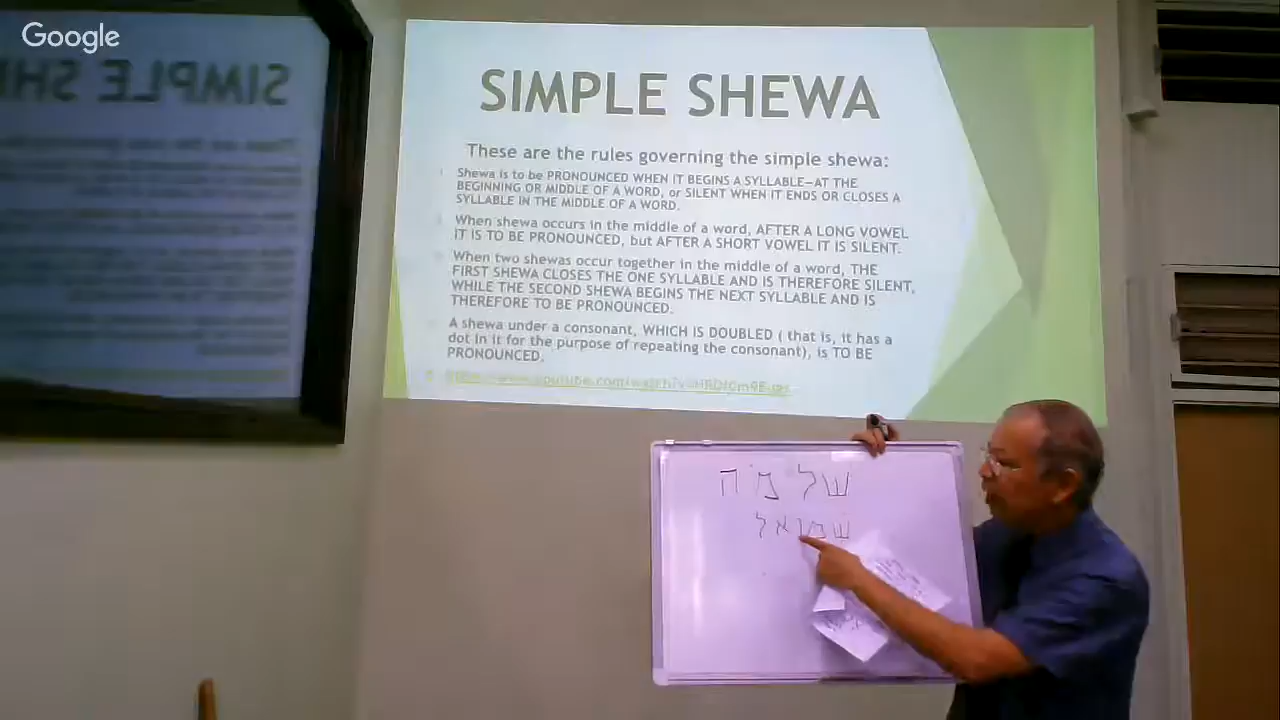 Google
SIMPLE SHEWA
These are the rules governing the simple shewa:
Shewa is to be PRONOUNCED WHEN IT BEGINS A SYLLABLE—AT THE
BEGINNING OR MIDDLE OF A WORD, or SILENT WHEN IT ENDS OR CLOSES A
SYLLABLE IN THE MIDDLE OF A WORD.
When shewa occurs in the middle of a word, AFTER A LONG VOWEL
IT IS TO BE PRONOUNCED, but AFTER A SHORT VOWEL IT IS SILENT.
When two shewas occur together in the middle of a word, THE
FIRST SHEWA CLOSES THE ONE SYLLABLE AND IS THEREFORE SILENT,
WHILE THE SECOND SHEWA BEGINS THE NEXT SYLLABLE AND IS
THEREFORE TO BE PRONOUNCED.
A shewa under a consonant, WHICH IS DOUBLED ( that is, it has a
dot in it for the purpose of repeating the consonant), is TO BE
PRONOUNCED.
שלמה
שמואל